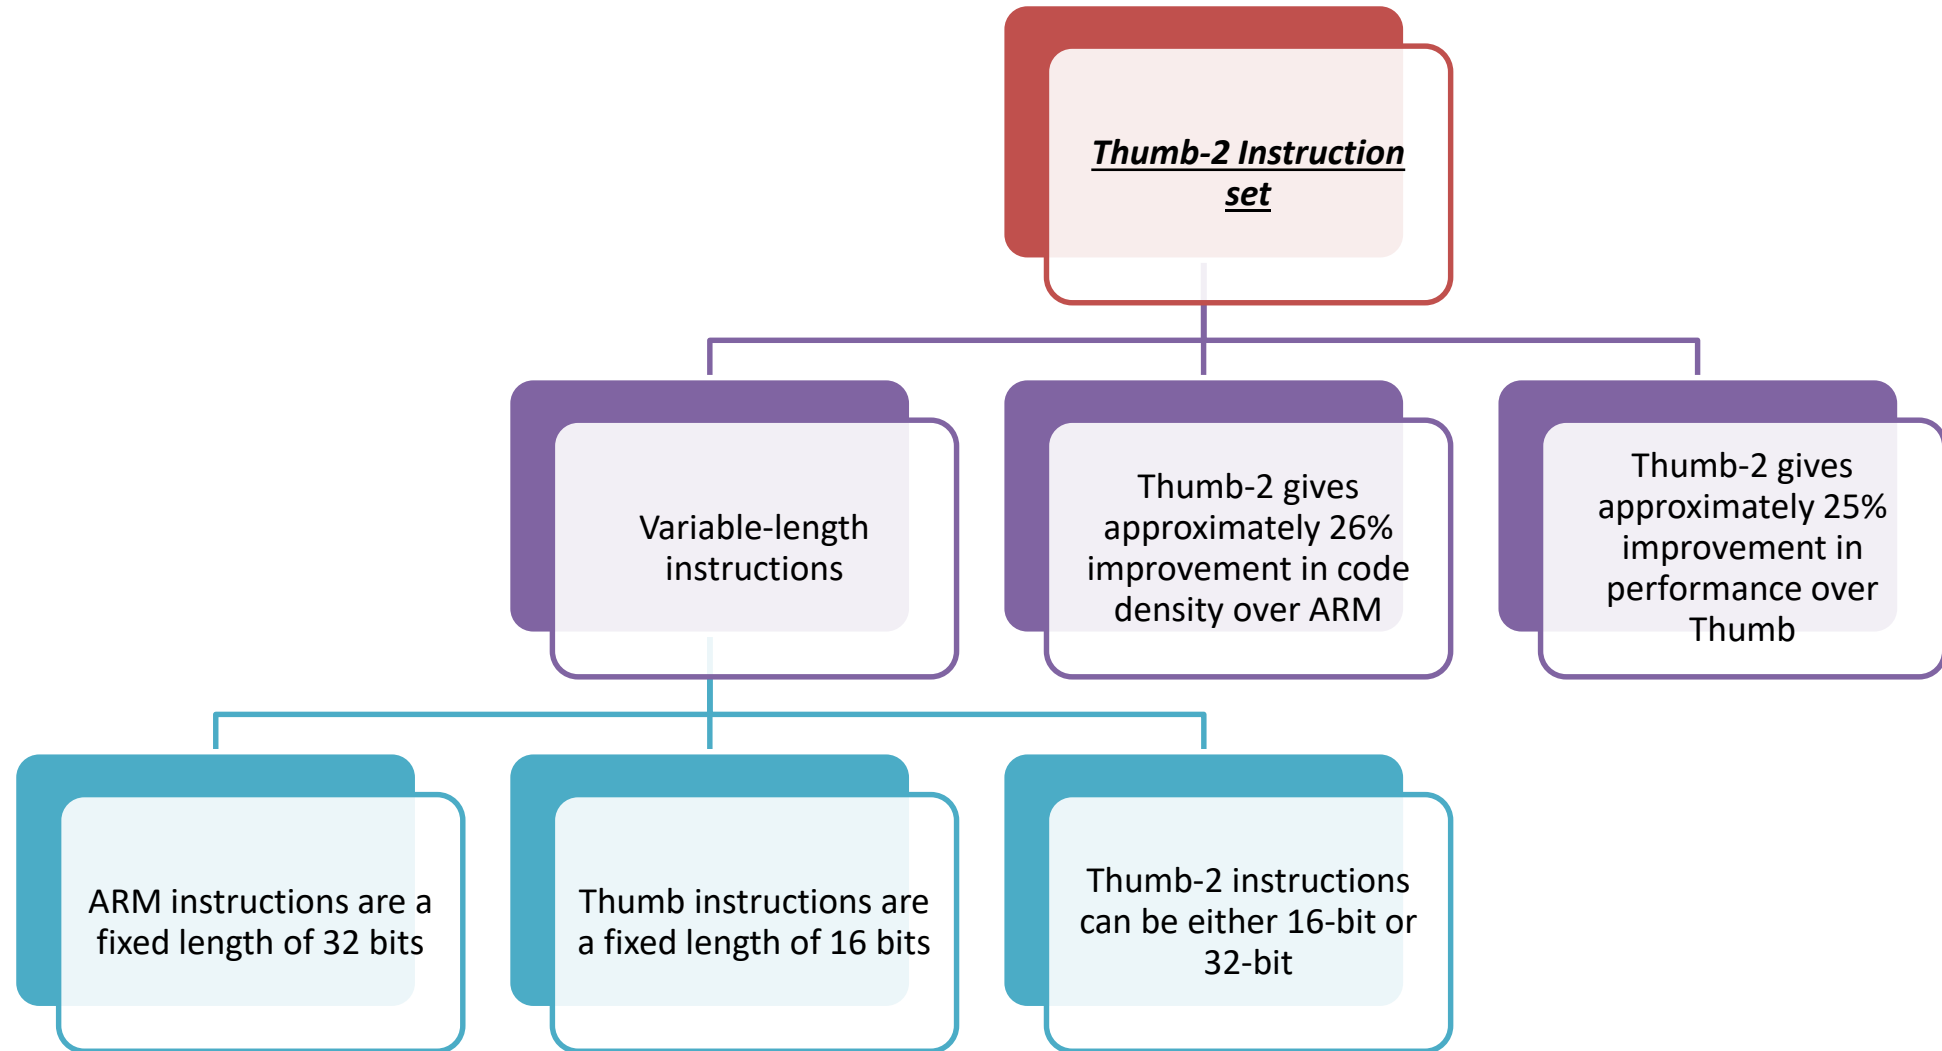 Thumb-2 Instruction
set
Variable-length
instructions
Thumb-2 gives
approximately 26%
improvement in code
density over ARM
Thumb-2 gives
approximately 25%
improvement in
performance over
Thumb
ARM instructions are a
fixed length of 32 bits
Thumb instructions are
a fixed length of 16 bits
Thumb-2 instructions
can be either 16-bit or
32-bit